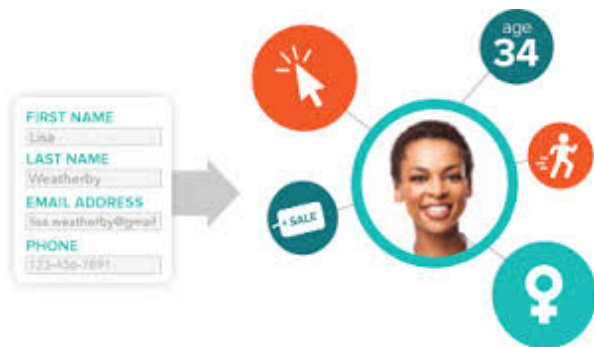 FIRST NAME
Lisa
LAST NAME
Weatherby
EMAIL ADDRESS
lisa.weatherby@gmail
PHONE
123-456-7891
age
34
SALE